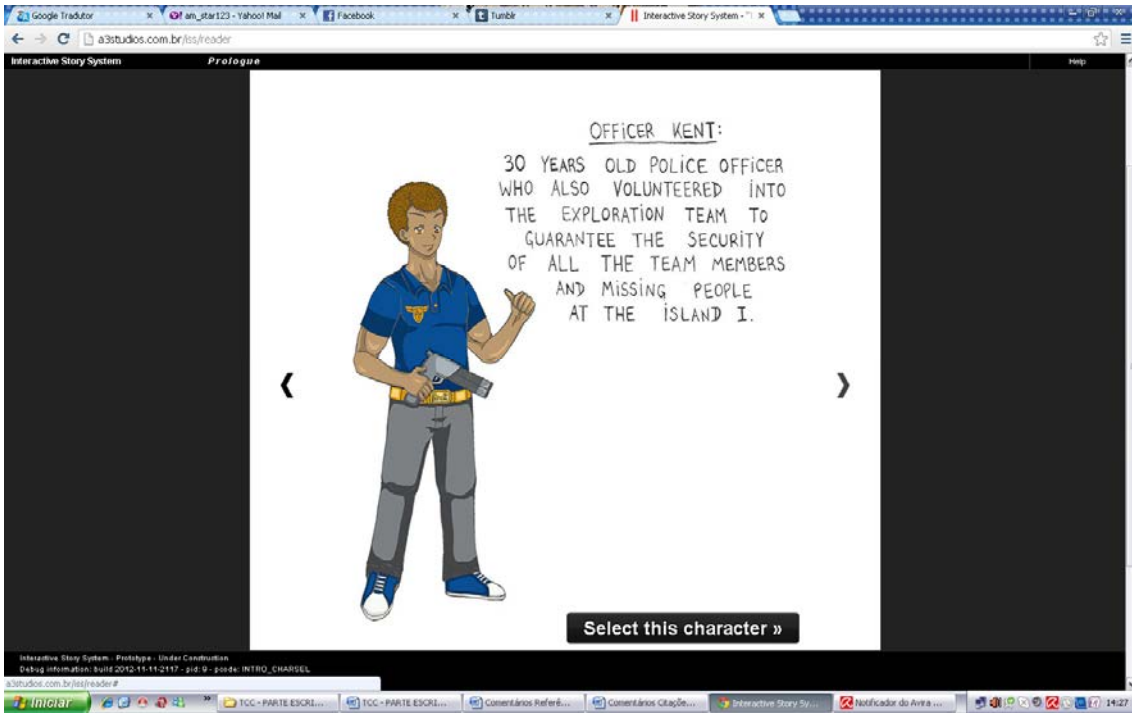 Google Tradutor
am_star123 - Yahoo! Mail
Facebook
Tumblr
Interactive Story System - "
a3studios.com.br/iss/reader
Interactive Story System
Prologue
Help
OFFICER KENT:
30 YEARS OLD POLICE OFFICER
WHO ALSO VOLUNTEERED INTO
THE EXPLORATION TEAM TO
GUARANTEE THE SECURITY
OF ALL THE TEAM MEMBERS
AND MISSING PEOPLE
AT THE ISLAND I.
Select this character »
Interactive Story System - Prototype - Under Construction
Debug information: build 2012-11-11-2117 - pid: 9 - pcode: INTRO_CHARSEL
a3studios.com.br/iss/reader#
Iniciar
TCC - PARTE ESCRI...
TCC - PARTE ESCRI...
Comentários Referê...
Comentários Citaçõe...
Interactive Story Sy...
Notificador do Avira ...
14:27